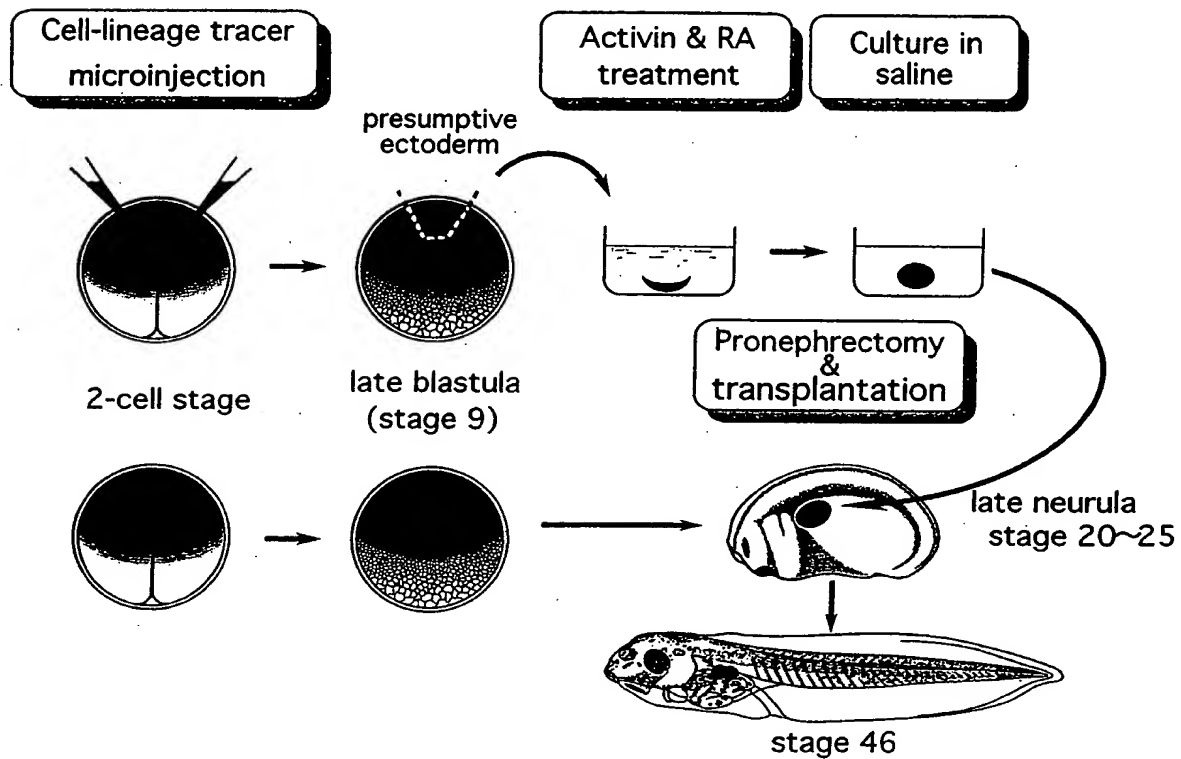 Cell-lineage tracer
microinjection
Activin & RA
treatment
Culture in
saline
presumptive
ectoderm
Pronephrectomy
&
transplantation
2-cell stage
late blastula
(stage 9)
late neurula
stage 20~25
stage 46